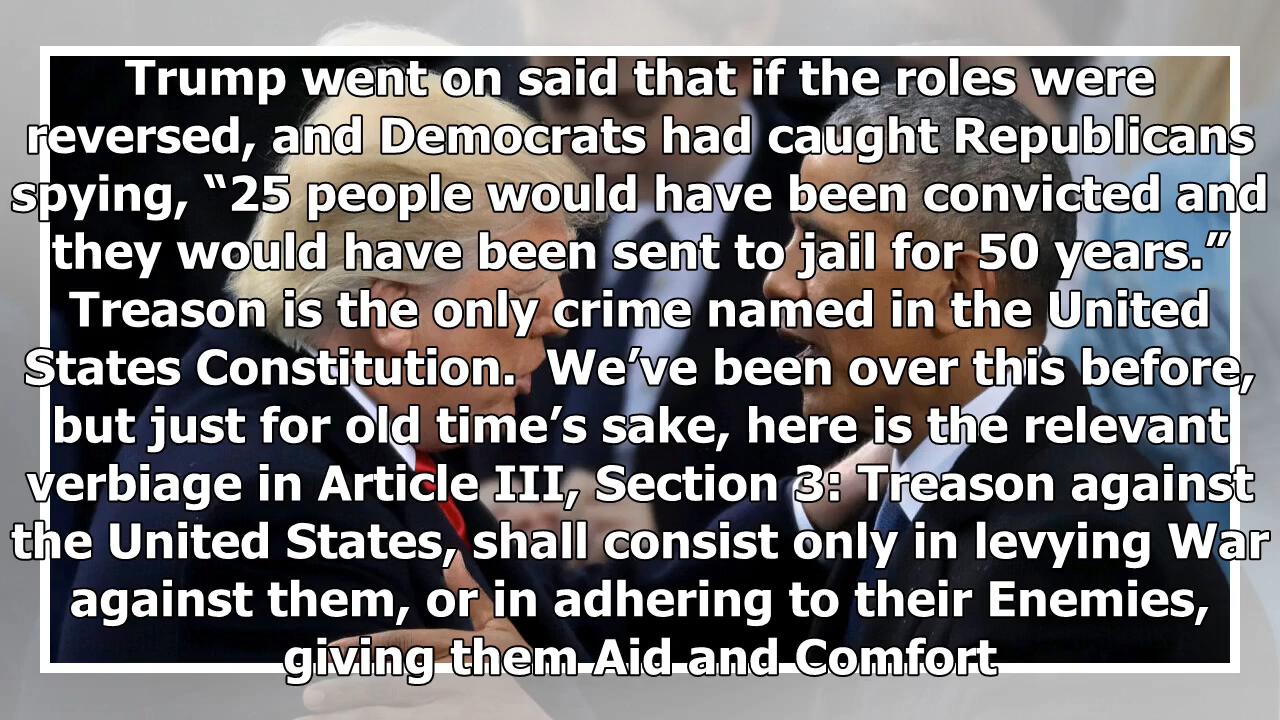 Trump went on said that if the roles were
reversed, and Democrats had caught Republicans
spying, “25 people would have been convicted and
they would have been sent to jail for 50 years.”
Treason is the only crime named in the United
States Constitution.  We’ve been over this before,
but just for old time’s sake, here is the relevant
verbiage in Article III, Section 3: Treason against
the United States, shall consist only in levying War
against them, or in adhering to their Enemies,
giving them Aid and Comfort